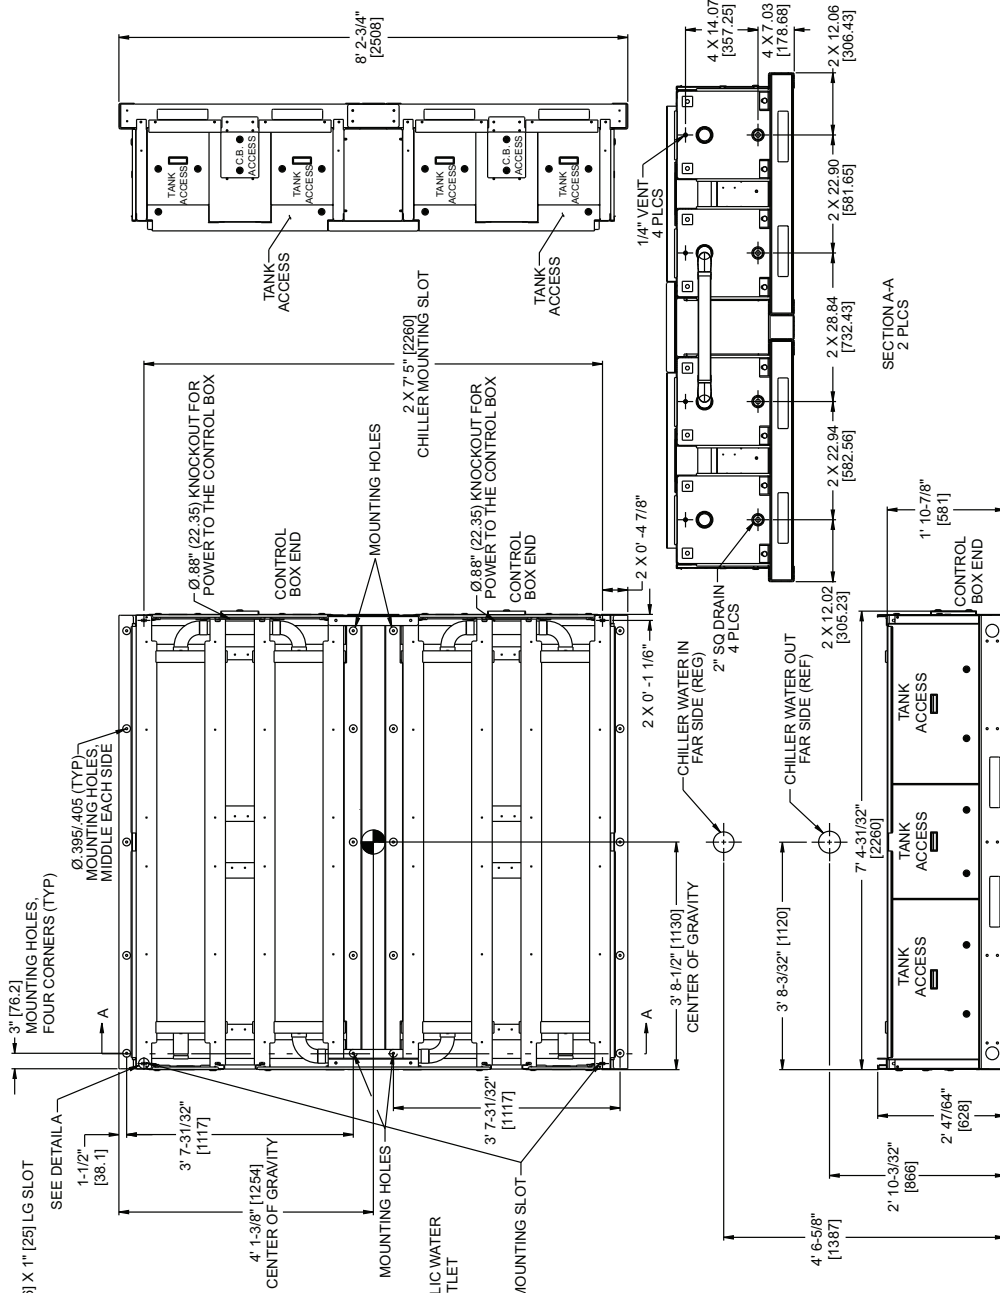 8' 2-3/4"
[2508]
TANK
ACCESS
C.B.
ACCESS
TANK
ACCESS
TANK
ACCESS
C.B.
ACCESS
TANK
ACCESS
TANK
ACCESS
TANK
ACCESS
4 X 14.07
[357.25]
4 X 7.03
[178.68]
2 X 12.06
[306.43]
1/4" VENT
4 PLCS
2 X 22.90
[581.65]
2 X 28.84
[732.43]
2 X 22.94
[582.56]
2 X 12.02
[305.23]
2" SQ DRAIN
4 PLCS
SECTION A-A
2 PLCS
2 X 7' 5" [2260]
CHILLER MOUNTING SLOT
Ø.88" (22.35) KNOCKOUT FOR
POWER TO THE CONTROL BOX
CONTROL
BOX END
MOUNTING HOLES
Ø.88" (22.35) KNOCKOUT FOR
POWER TO THE CONTROL BOX
CONTROL
BOX END
2 X 0' -4 7/8"
2 X 0' -1 1/6"
Ø.395/.405 (TYP)
MOUNTING HOLES,
MIDDLE EACH SIDE
3" [76.2]
MOUNTING HOLES,
FOUR CORNERS (TYP)
A
A
] X 1" [25] LG SLOT
SEE DETAIL A
1-1/2"
[38.1]
3' 7-31/32"
[1117]
3' 7-31/32"
[1117]
4' 1-3/8" [1254]
CENTER OF GRAVITY
MOUNTING HOLES
LIC WATER
TLET
MOUNTING SLOT
3' 8-1/2" [1130]
CENTER OF GRAVITY
CHILLER WATER IN
FAR SIDE (REG)
CHILLER WATER OUT
FAR SIDE (REF)
3' 8-3/32" [1120]
7' 4-31/32"
[2260]
1' 10-7/8"
[581]
CONTROL
BOX END
TANK
ACCESS
TANK
ACCESS
TANK
ACCESS
2' 47/64"
[628]
2' 10-3/32"
[866]
4' 6-5/8"
[1387]